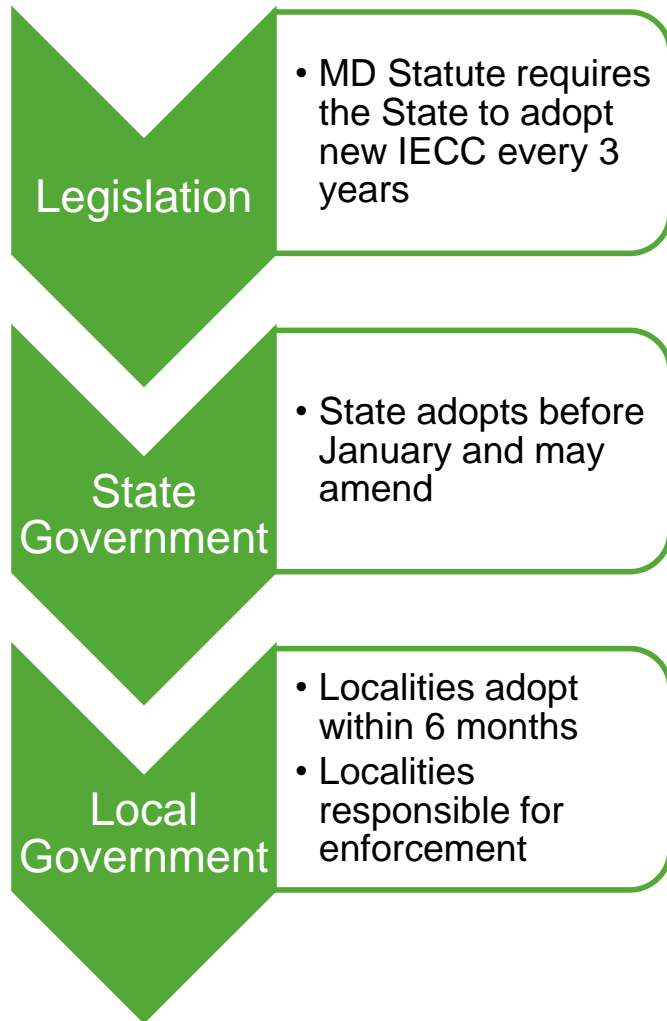 Legislation
• MD Statute requires
the State to adopt
new IECC every 3
years
State
Government
• State adopts before
January and may
amend
Local
Government
• Localities adopt
within 6 months
• Localities
responsible for
enforcement